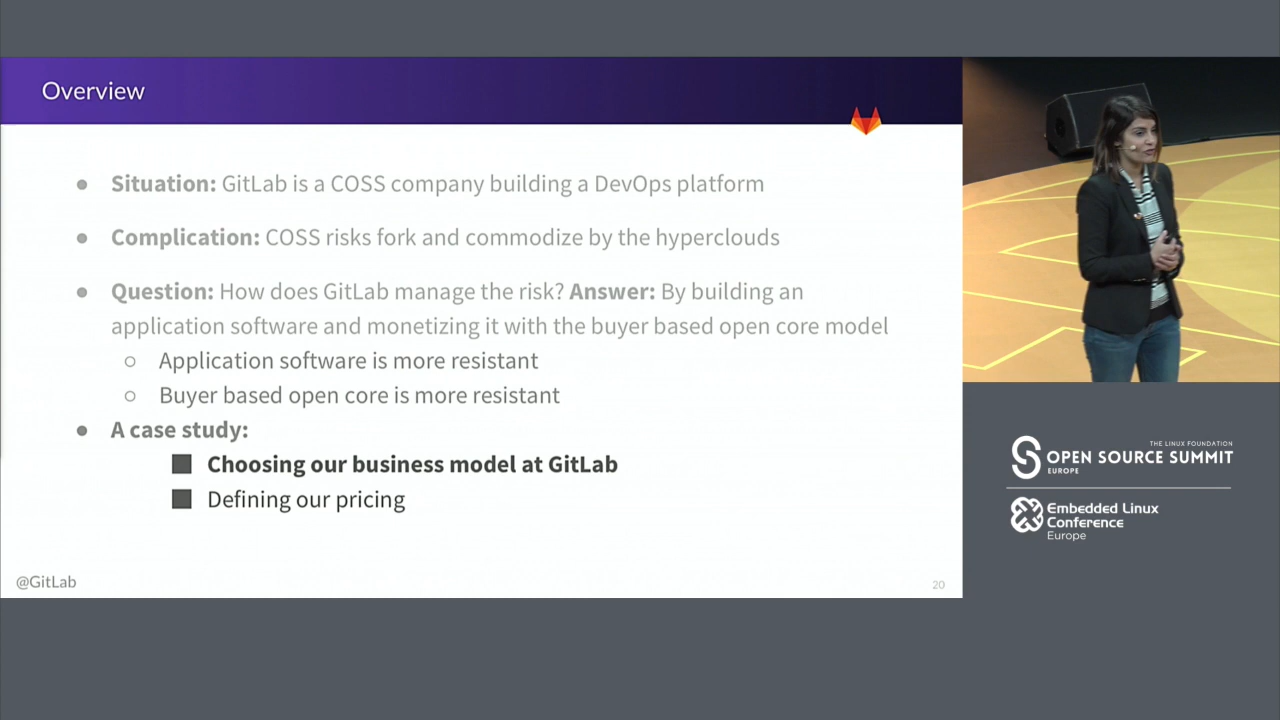 Overview
● Situation: GitLab is a COSS company building a DevOps platform
● Complication: COSS risks fork and commodize by the hyperclouds
● Question: How does GitLab manage the risk? Answer: By building an
application software and monetizing it with the buyer based open core model
○ Application software is more resistant
○ Buyer based open core is more resistant
● A case study:
■ Choosing our business model at GitLab
■ Defining our pricing
@GitLab
20
THE LINUX FOUNDATION
OPEN SOURCE SUMMIT
EUROPE
Embedded Linux
Conference
Europe